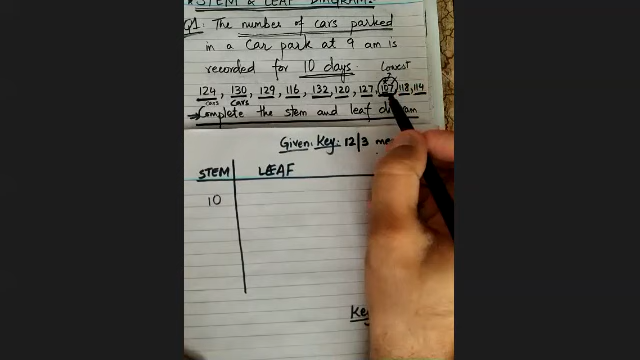 * STEM & LEAF DIAGRAM:
Q1: The number of cars parked
in a car park at 9 am is
recorded for 10 days. Lowest
124, 130, 129, 116, 132, 120, 127, 107, 118, 114
cars cars
Complete the stem and leaf diagram
Given: Key: 12|3 me
STEM LEAF
10
Ke